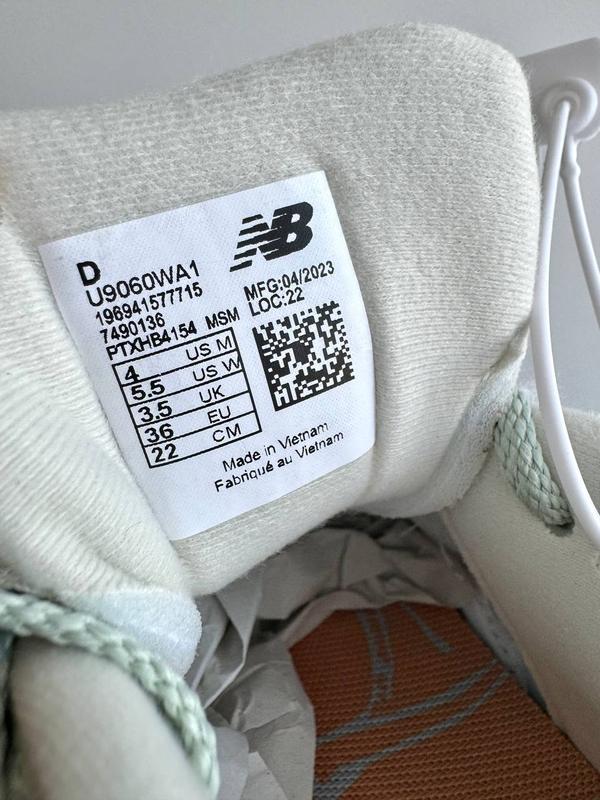 NB
D
U9060WA1
196941577715
7490136
PTXHB4154 MSM
MFG:04/2023
LOC:22
4 US M
5.5 US W
3.5 UK
36 EU
22 CM
Made in Vietnam
Fabriqué au Vietnam